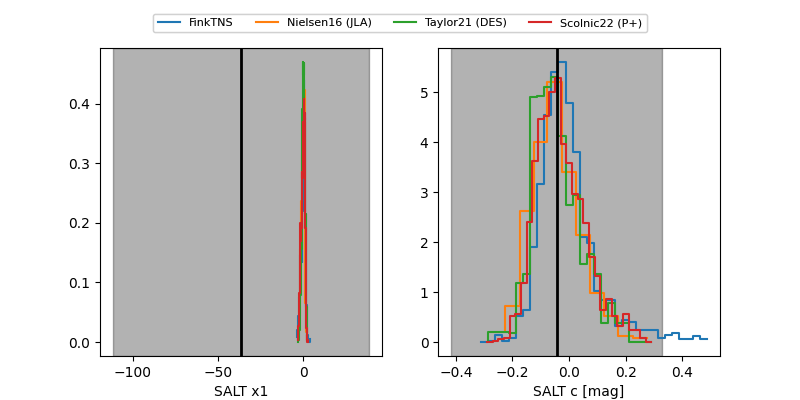 FinkTNS Nielsen16 (JLA) Taylor21 (DES) Scolnic22 (P+)
0.4
0.3
0.2
0.1
0.0
−100 −50 0
SALT x1
5
4
3
2
1
0
−0.4 −0.2 0.0 0.2 0.4
SALT c [mag]